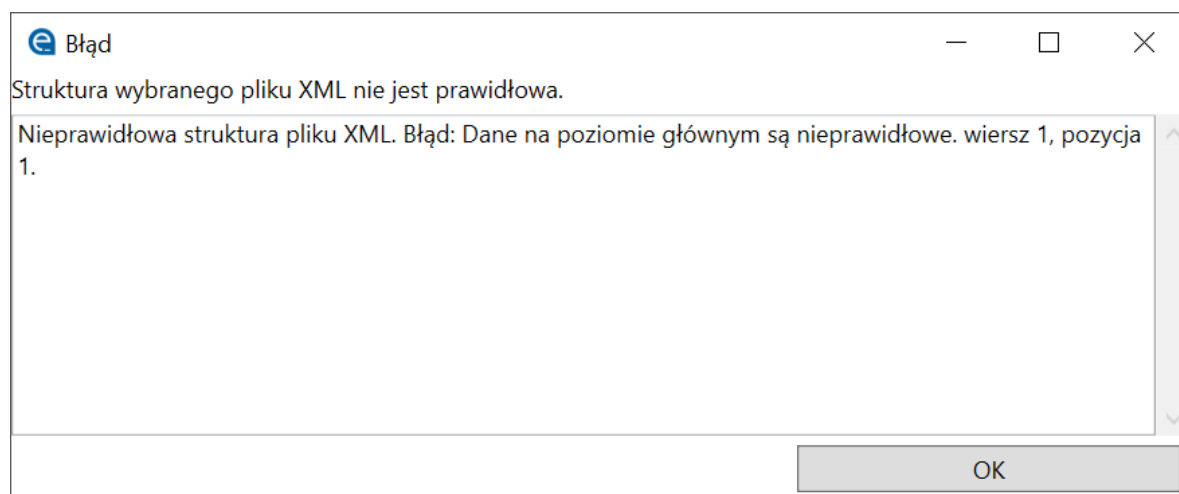 Błąd
Struktura wybranego pliku XML nie jest prawidłowa.
Nieprawidłowa struktura pliku XML. Błąd: Dane na poziomie głównym są nieprawidłowe. wiersz 1, pozycja
1.
OK